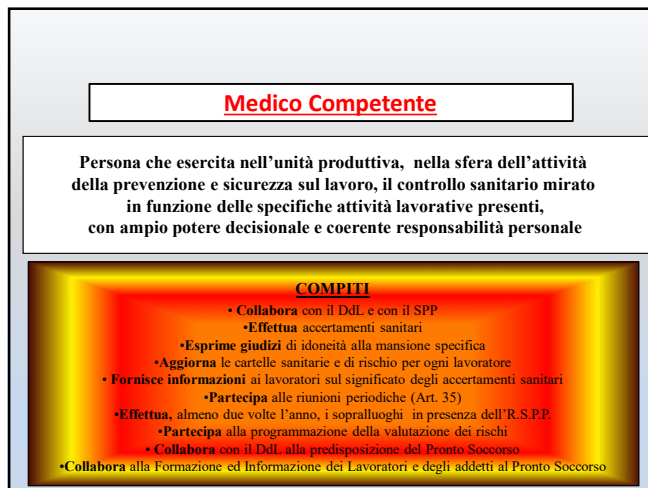 Medico Competente
Persona che esercita nell'unità produttiva, nella sfera dell'attività
della prevenzione e sicurezza sul lavoro, il controllo sanitario mirato
in funzione delle specifiche attività lavorative presenti,
con ampio potere decisionale e coerente responsabilità personale
COMPITI
• Collabora con il DdL e con il SPP
•Effettua accertamenti sanitari
•Esprime giudizi di idoneità alla mansione specifica
•Aggiorna le cartelle sanitarie e di rischio per ogni lavoratore
• Fornisce informazioni ai lavoratori sul significato degli accertamenti sanitari
•Partecipa alle riunioni periodiche (Art. 35)
•Effettua, almeno due volte l'anno, i sopralluoghi in presenza dell'R.S.P.P.
•Partecipa alla programmazione della valutazione dei rischi
• Collabora con il DdL alla predisposizione del Pronto Soccorso
•Collabora alla Formazione ed Informazione dei Lavoratori e degli addetti al Pronto Soccorso